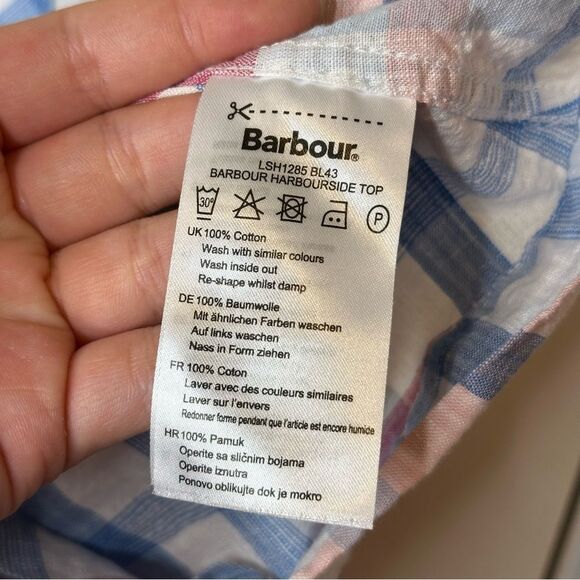 Barbour®
LSH1285 BL43
BARBOUR HARBOURSIDE TOP
30° P
UK 100% Cotton
Wash with similar colours
Wash inside out
Re-shape whilst damp
DE 100% Baumwolle
Mit ähnlichen Farben waschen
Auf links waschen
Nass in Form ziehen
FR 100% Coton
Laver avec des couleurs similaires
Laver sur l'envers
Redonner forme pendant que l'article est encore humide
HR 100% Pamuk
Operite sa sličnim bojama
Operite iznutra
Ponovo oblikujte dok je mokro